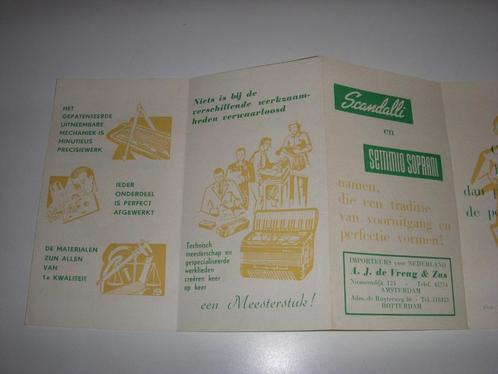 HET
GEPATENTEERDE
UITNEEMBARE
MECHANIEK IS
MINUTIEUS
PRECISIEWERK
IEDER
ONDERDEEL
IS PERFECT
AFGEWERKT
DE MATERIALEN
ZIJN ALLEN
VAN
1e KWALITEIT
Niets is bij de
verschillende werkzaam-
heden verwaarloosd
Technisch
meesterschap en
gespecialiseerde
werklieden
creëren keer
op keer
een Meesterstuk!
Scandalli
en
SETTIMIO SOPRANI
namen,
die een traditie
van vooruitgang en
perfectie vormen!
IMPORTEURS voor NEDERLAND
A. J. de Vreng & Zns
AMSTERDAM
ROTTERDAM
dan
de p